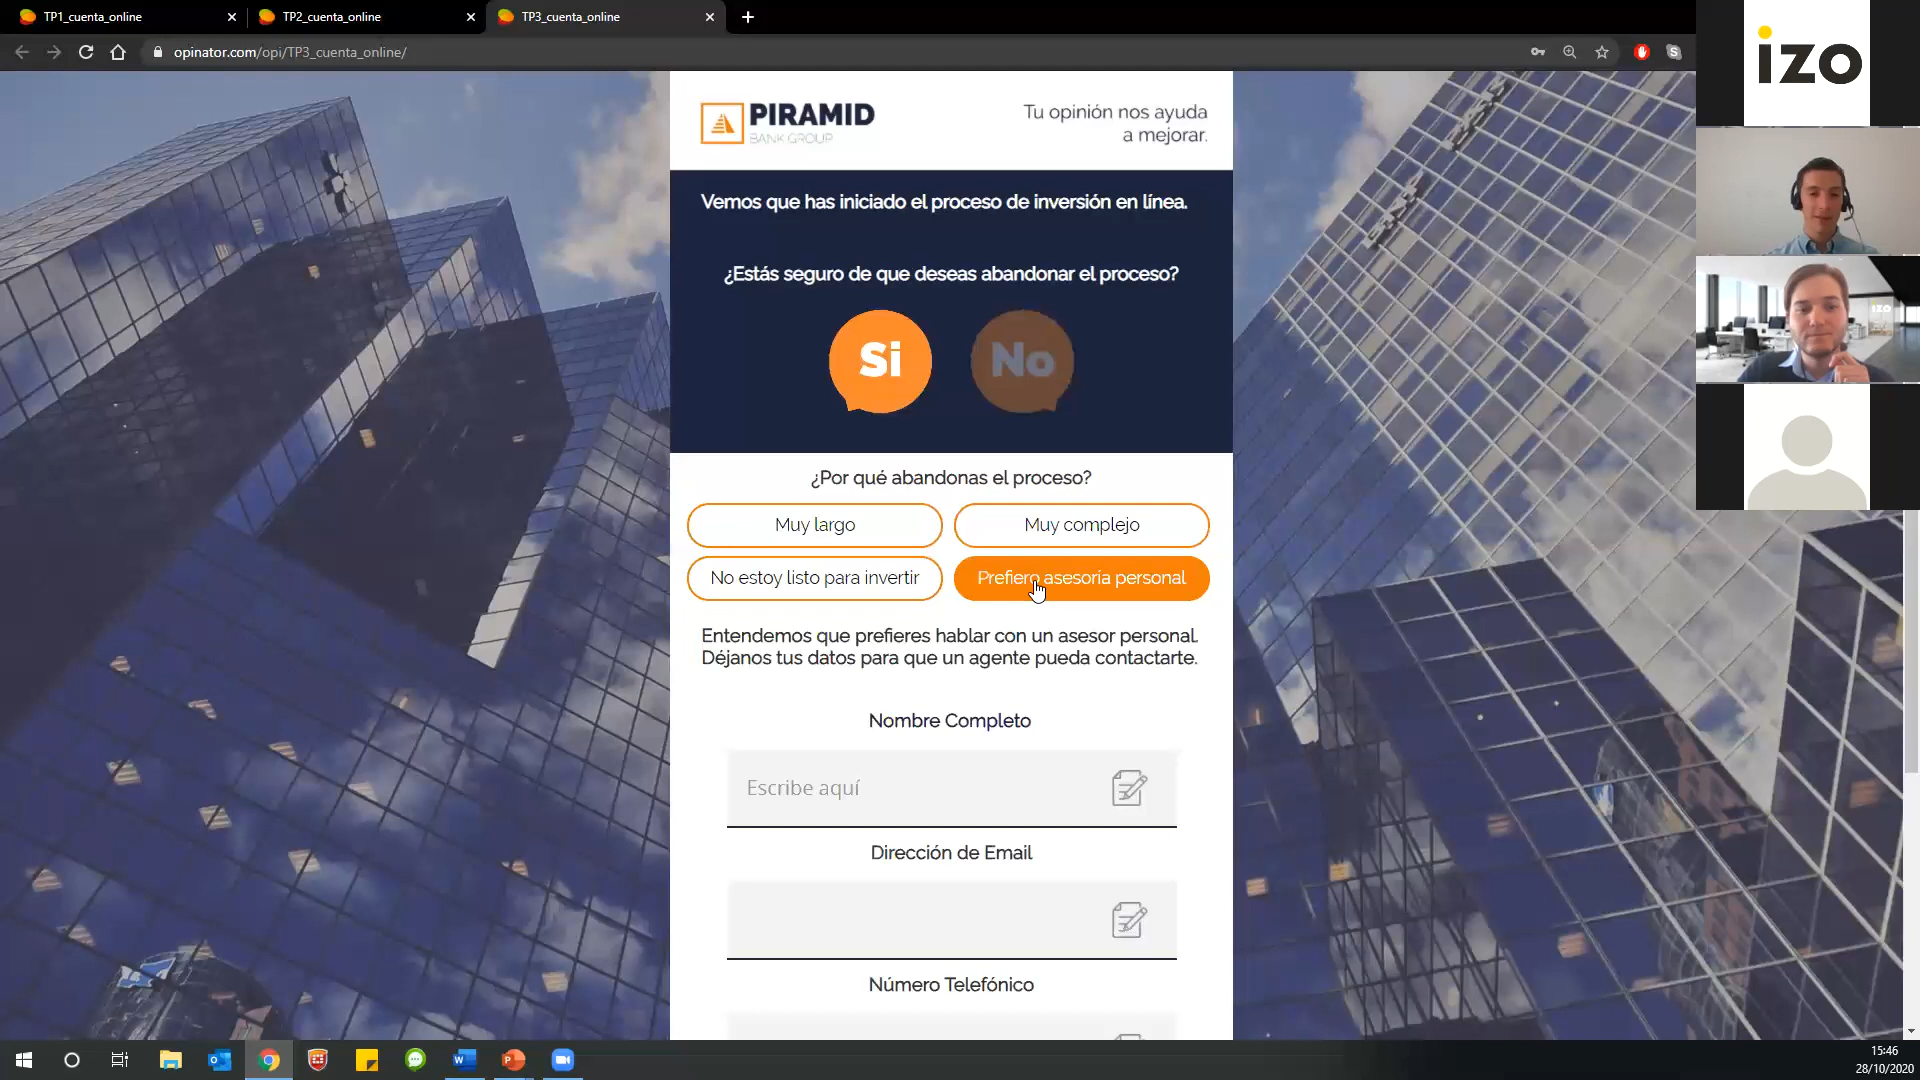 TP1_cuenta_online
TP2_cuenta_online
TP3_cuenta_online
opinator.com/opi/TP3_cuenta_online/
izo
PIRAMID
BANK GROUP
Tu opinión nos ayuda
a mejorar.
Vemos que has iniciado el proceso de inversión en línea.
¿Estás seguro de que deseas abandonar el proceso?
Si
No
¿Por qué abandonas el proceso?
Muy largo
Muy complejo
No estoy listo para invertir
Prefiero asesoría personal
Entendemos que prefieres hablar con un asesor personal.
Déjanos tus datos para que un agente pueda contactarte.
Nombre Completo
Escribe aquí
Dirección de Email
Número Telefónico
15:46
28/10/2020